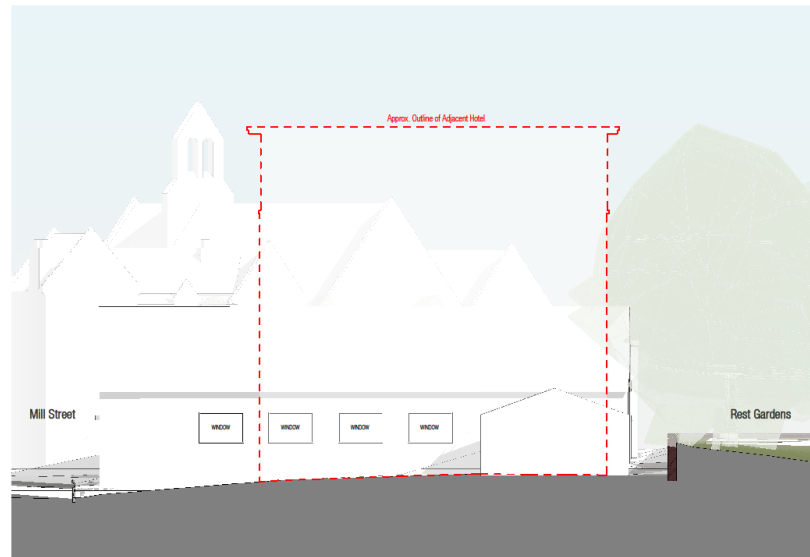 Approx. Outline of Adjacent Hotel
Mill Street
WINDOW
WINDOW
WINDOW
WINDOW
Rest Gardens